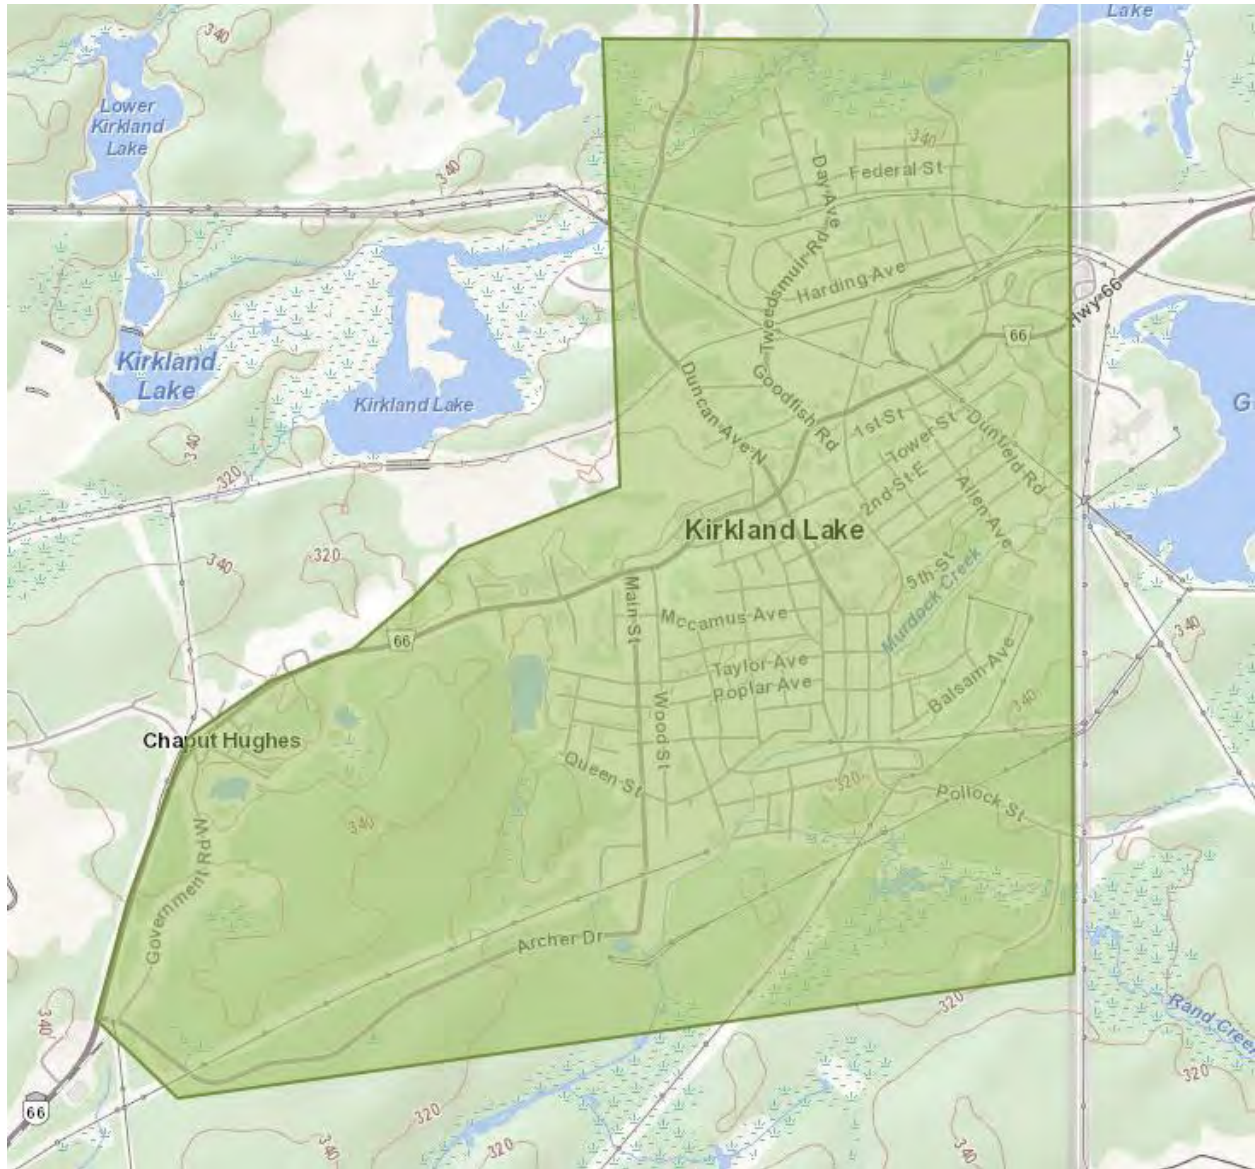 Lake
340
Lower
Kirkland
Lake
340
340
Federal St
Day Ave
Tweedsmuir Rd
Harding Ave
Hwy 66
66
Kirkland
Lake
Kirkland Lake
G
Duncan Ave N
Goodfish Rd
1st St
Tower St
2nd St E
Dunfield Rd
Allen Ave
340
320
Kirkland Lake
320
340
5th St
Murdock Creek
Main St
Mccamus Ave
66
340
Taylor Ave
Poplar Ave
Wood St
Balsam Ave
340
Chaput Hughes
Queen St
320
Pollock St
340
Government Rd W
Archer Dr
320
Rand Creek
340
320
66
320
340
340
340